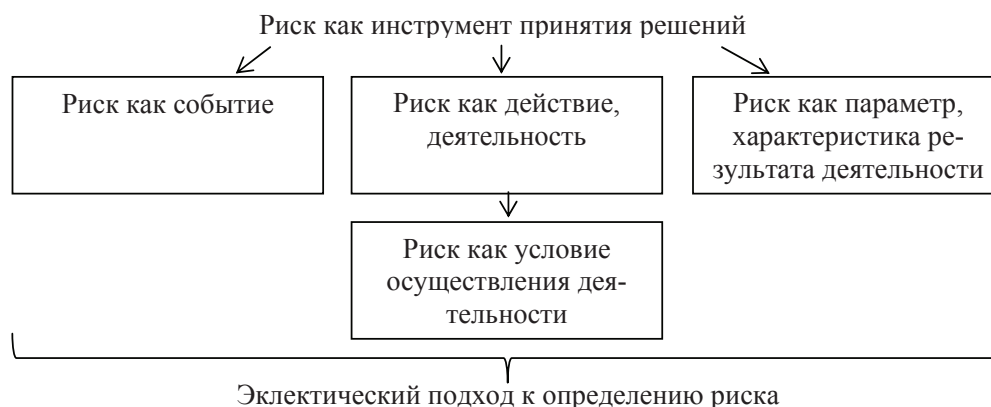 Риск как инструмент принятия решений
Риск как событие
Риск как действие,
деятельность
Риск как параметр,
характеристика ре-
зультата деятельности
Риск как условие
осуществления дея-
тельности
Эклектический подход к определению риска